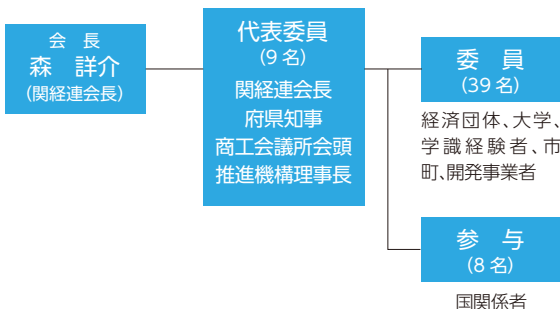 会 長
森 詳介
(関経連会長)
代表委員
(9 名)
関経連会長
府県知事
商工会議所会頭
推進機構理事長
委 員
(39 名)
経済団体、大学、
学識経験者、市
町、開発事業者
参 与
(8 名)
国関係者